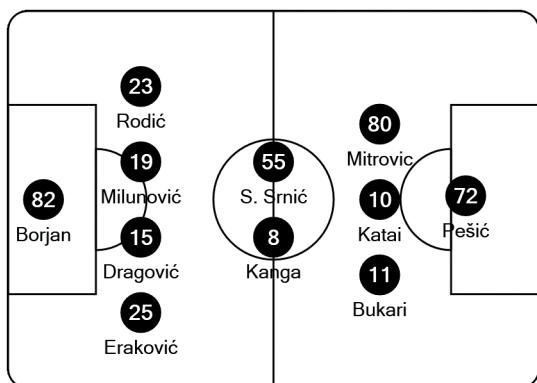 23
Rodić
80
Mitrovic
19
Milunović
55
S. Srnić
82
Borjan
10
Katai
72
Pešić
15
Dragović
8
Kanga
11
Bukari
25
Eraković